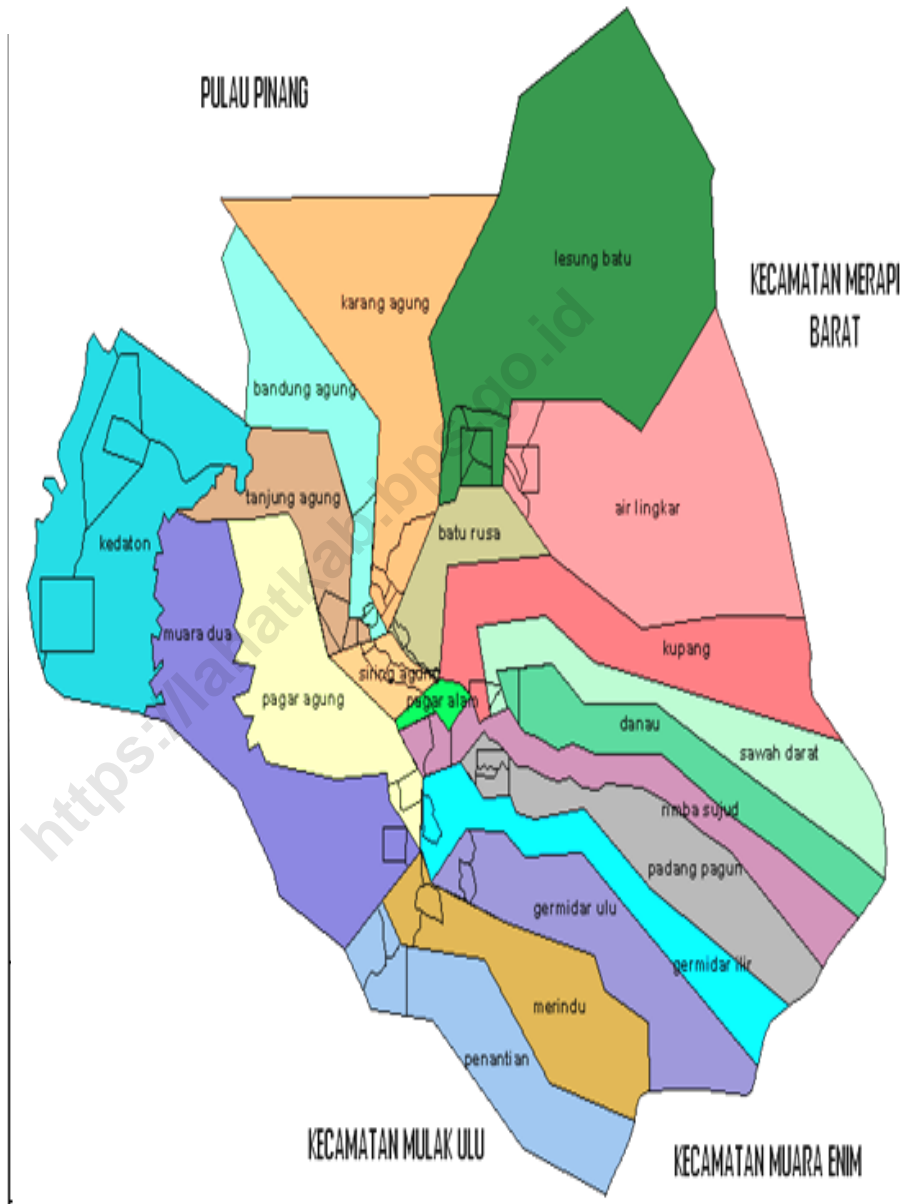 PULAU PINANG
lesung batu
KECAMATAN MERAPI
BARAT
karang agung
bandung agung
tanjung agung
air lingkar
batu rusa
kedaton
muara dua
kupang
siring agung
pagar agung
pagar alam
danau
sawah darat
rimba sujud
padang pagun
germidar ulu
germidar ilir
merindu
penantian
KECAMATAN MULAK ULU
KECAMATAN MUARA ENIM
https://lahatkab.bps.go.id